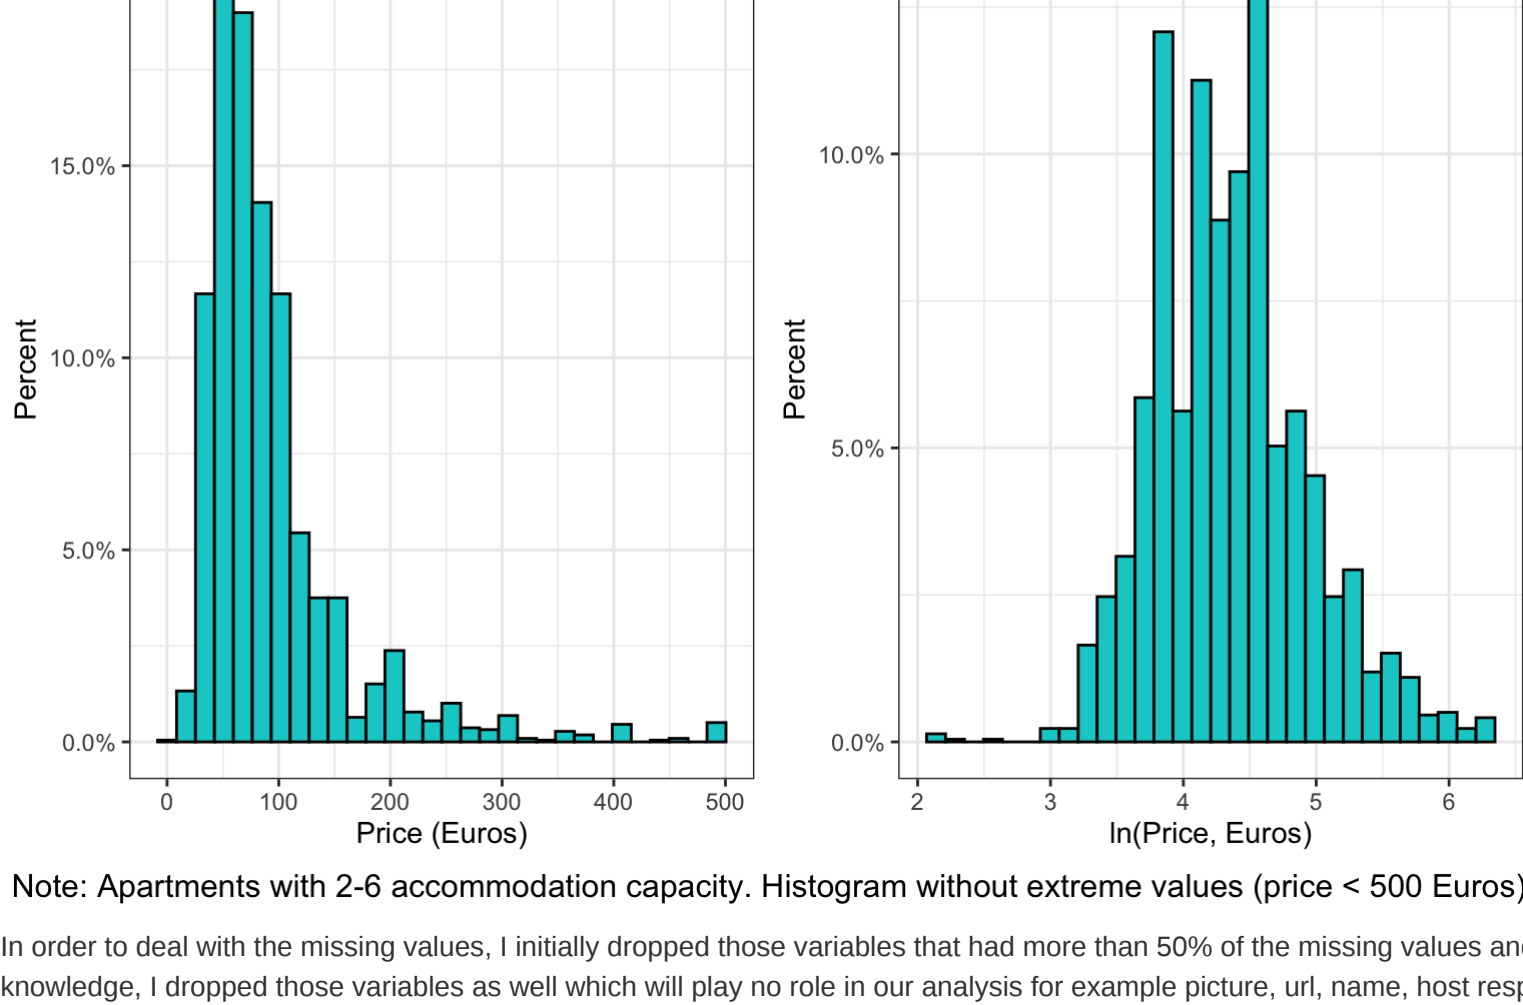 15.0%
10.0%
5.0%
0.0%
Percent
0 100 200 300 400 500
Price (Euros)
10.0%
5.0%
0.0%
Percent
2 3 4 5 6
ln(Price, Euros)
Note: Apartments with 2-6 accommodation capacity. Histogram without extreme values (price < 500 Euros)
In order to deal with the missing values, I initially dropped those variables that had more than 50% of the missing values
knowledge, I dropped those variables as well which will play no role in our analysis for example picture, url, name, host